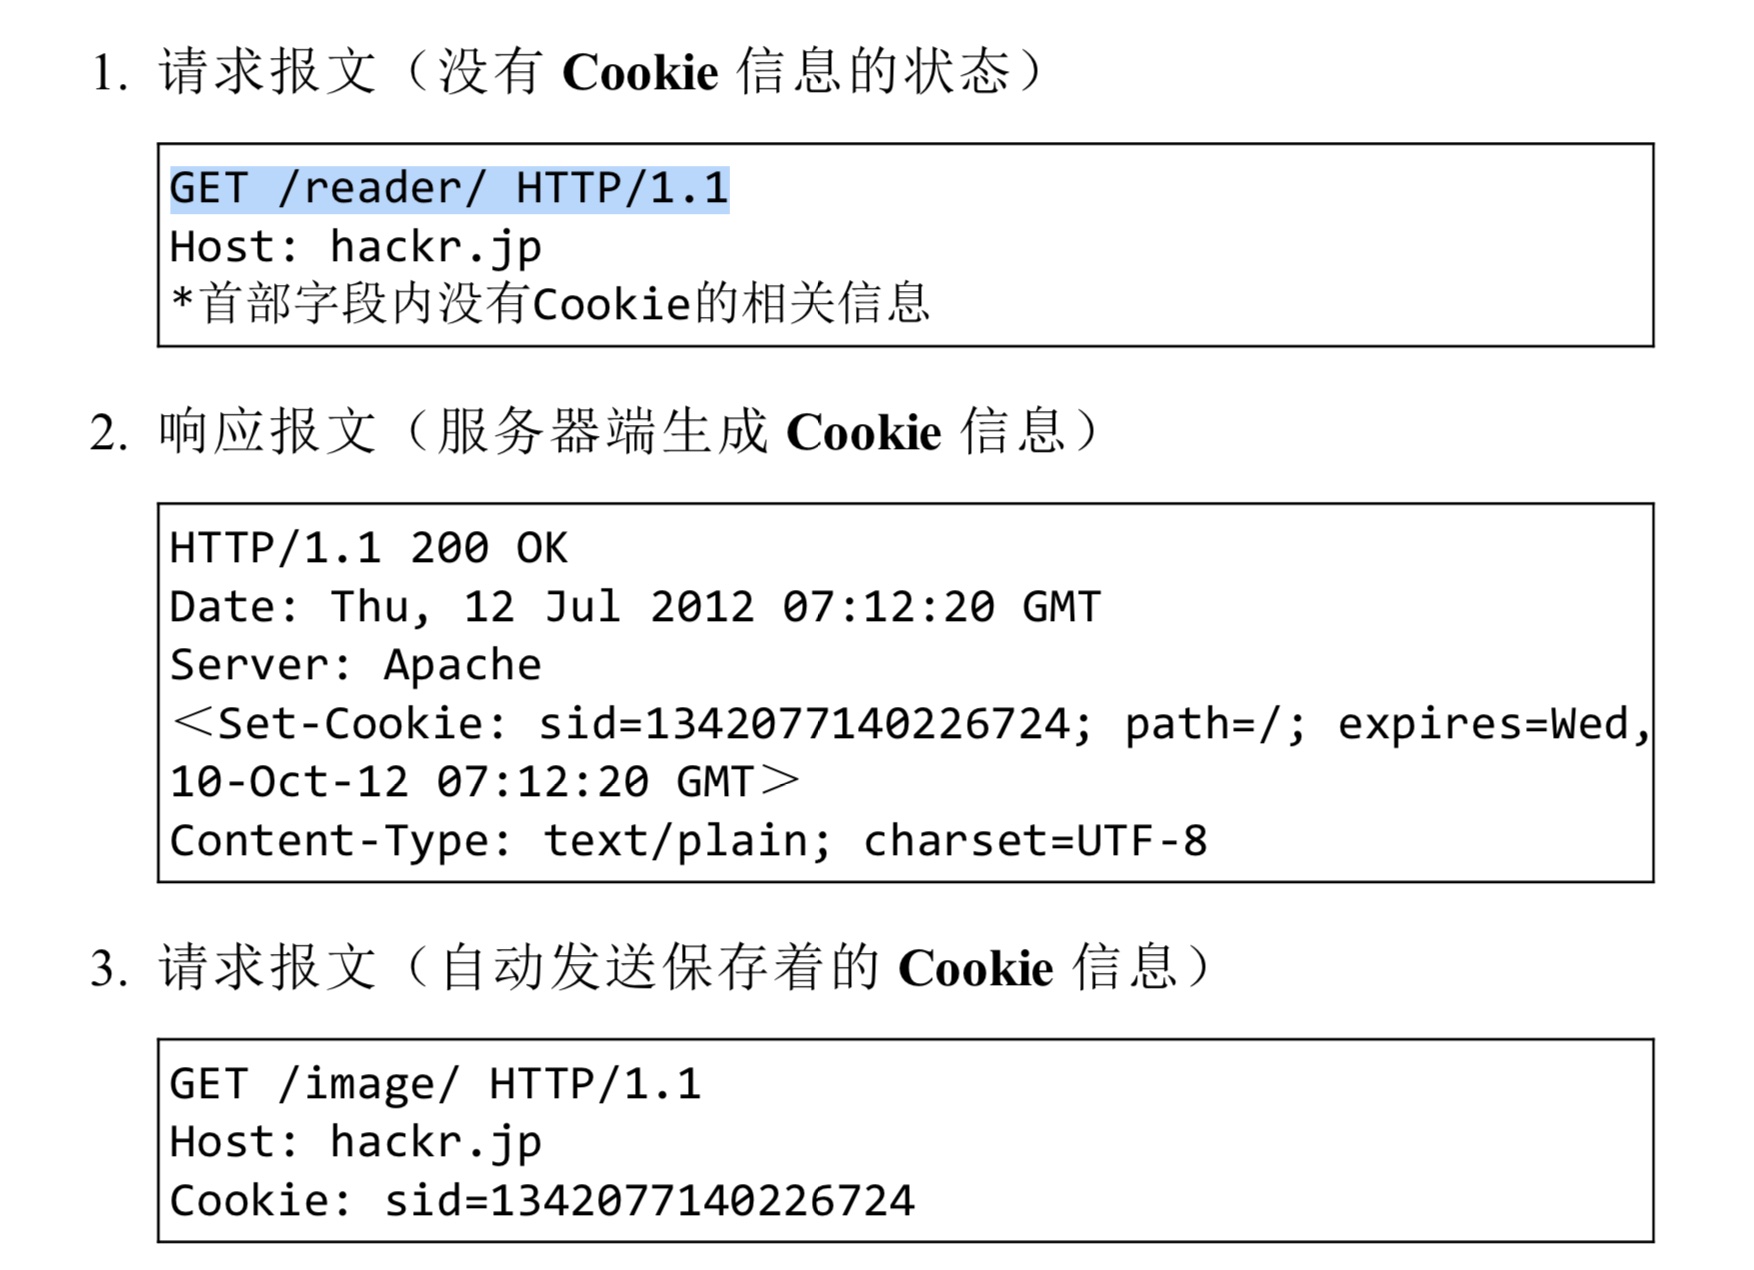 1. 请求报文（没有 Cookie 信息的状态）
GET /reader/ HTTP/1.1
Host: hackr.jp
*首部字段内没有Cookie的相关信息
2. 响应报文（服务器端生成 Cookie 信息）
HTTP/1.1 200 OK
Date: Thu, 12 Jul 2012 07:12:20 GMT
Server: Apache
＜Set-Cookie: sid=1342077140226724; path=/; expires=Wed,
10-Oct-12 07:12:20 GMT＞
Content-Type: text/plain; charset=UTF-8
3. 请求报文（自动发送保存着的 Cookie 信息）
GET /image/ HTTP/1.1
Host: hackr.jp
Cookie: sid=1342077140226724